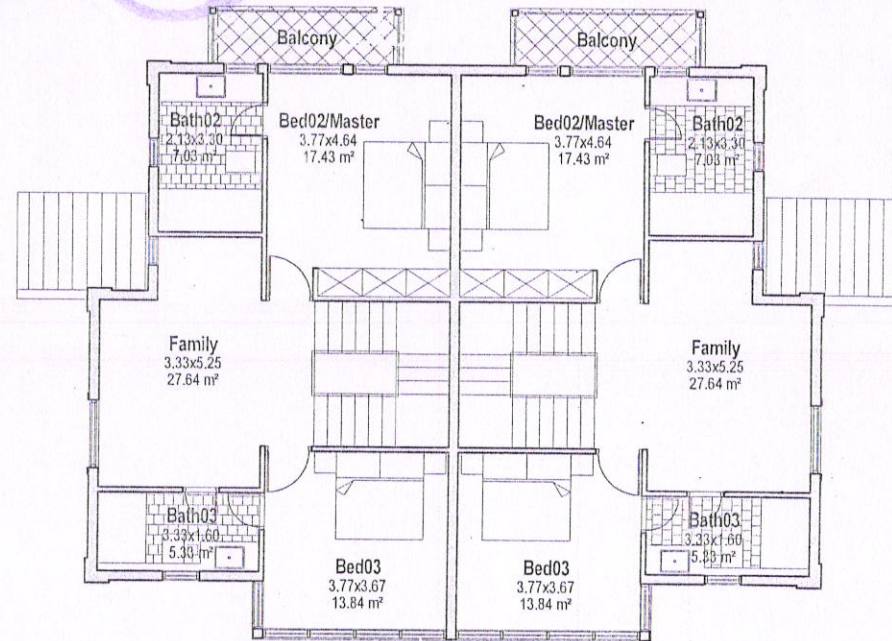 Balcony
Balcony
Bath02
2.13x3.30
7.03 m²
Bed02/Master
3.77x4.64
17.43 m²
Bed02/Master
3.77x4.64
17.43 m²
Bath02
2.13x3.30
7.03 m²
Family
3.33x5.25
27.64 m²
Family
3.33x5.25
27.64 m²
Bath03
3.33x1.60
5.33 m²
Bed03
3.77x3.67
13.84 m²
Bed03
3.77x3.67
13.84 m²
Bath03
3.33x1.60
5.33 m²